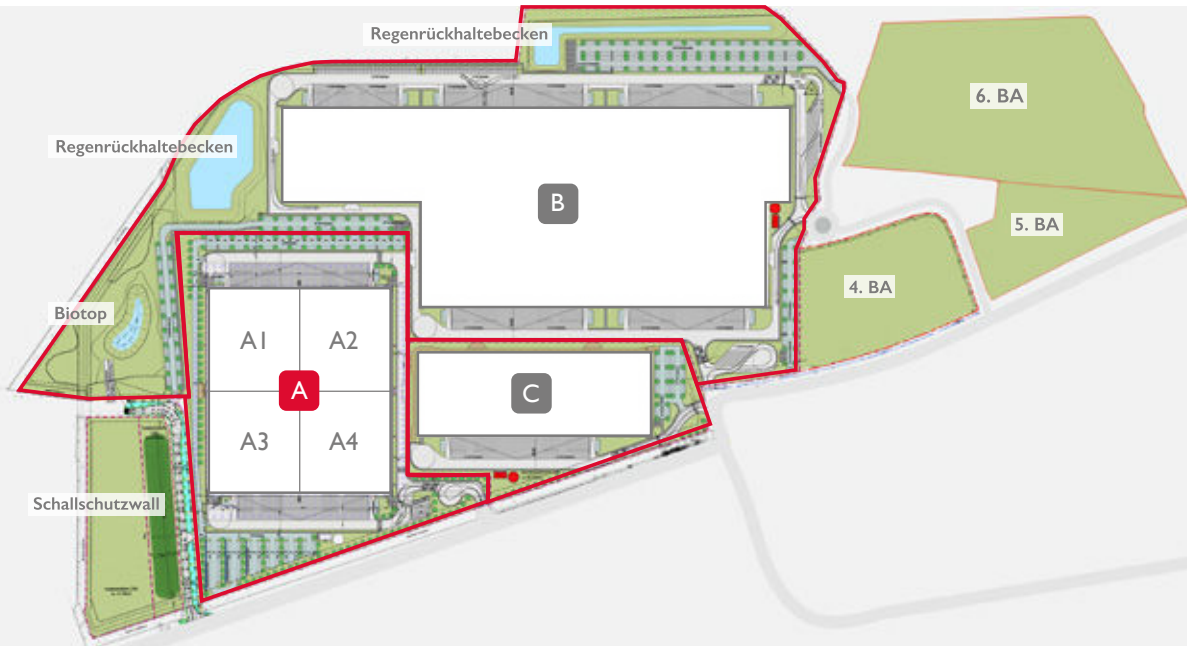 Regenrückhaltebecken
6. BA
Regenrückhaltebecken
B
5. BA
4. BA
Biotop
A1
A2
A
C
A3
A4
Schallschutzwall